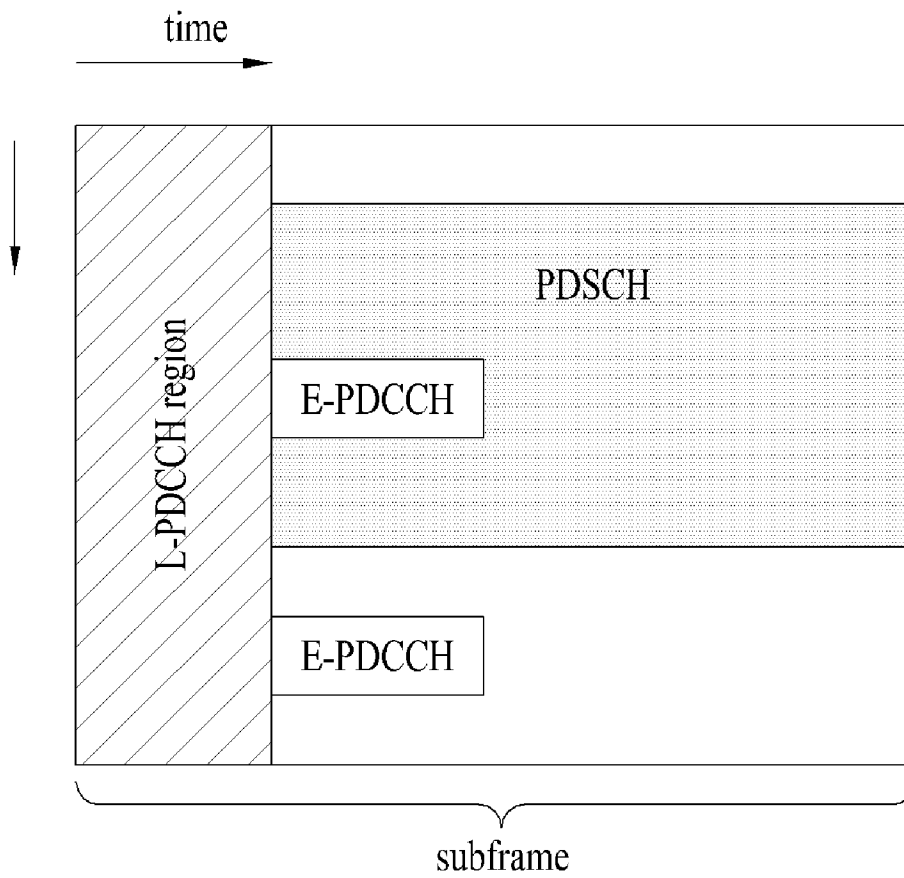 time
PDSCH
L-PDCCH region
E-PDCCH
E-PDCCH
subframe